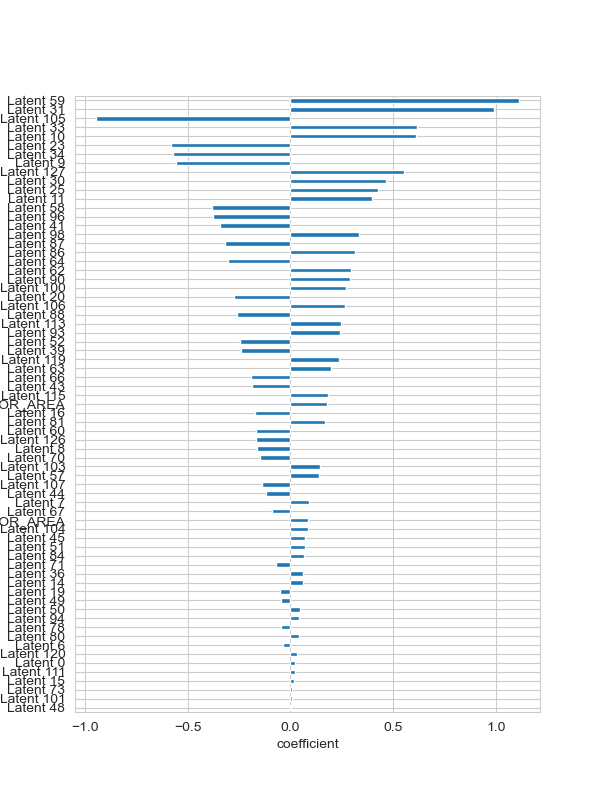 Latent 59
Latent 31
Latent 105
Latent 33
Latent 10
Latent 23
Latent 34
Latent 9
Latent 127
Latent 30
Latent 25
Latent 11
Latent 58
Latent 96
Latent 41
Latent 98
Latent 87
Latent 86
Latent 64
Latent 62
Latent 90
Latent 100
Latent 20
Latent 106
Latent 88
Latent 113
Latent 93
Latent 52
Latent 39
Latent 119
Latent 63
Latent 66
Latent 43
Latent 115
OR_AREA
Latent 16
Latent 81
Latent 60
Latent 126
Latent 8
Latent 70
Latent 103
Latent 57
Latent 107
Latent 44
Latent 7
Latent 67
OR_AREA
Latent 104
Latent 45
Latent 51
Latent 84
Latent 71
Latent 36
Latent 14
Latent 19
Latent 49
Latent 50
Latent 94
Latent 78
Latent 80
Latent 6
Latent 120
Latent 0
Latent 111
Latent 15
Latent 73
Latent 101
Latent 48
−1.0 −0.5 0.0 0.5 1.0
coefficient